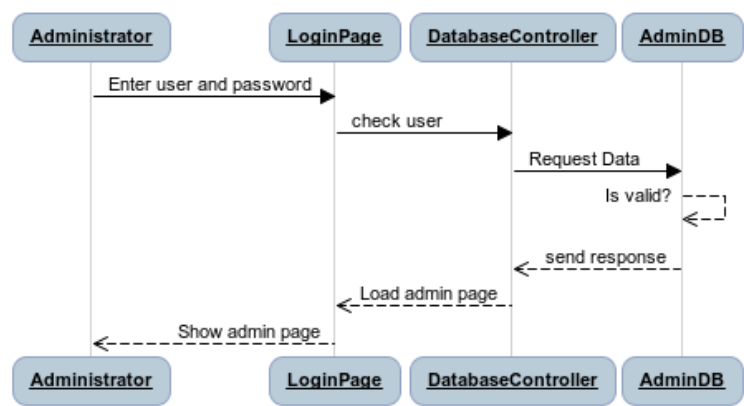 Administrator
LoginPage
DatabaseController
AdminDB
Enter user and password
check user
Request Data
Is valid?
send response
Load admin page
Show admin page
Administrator
LoginPage
DatabaseController
AdminDB